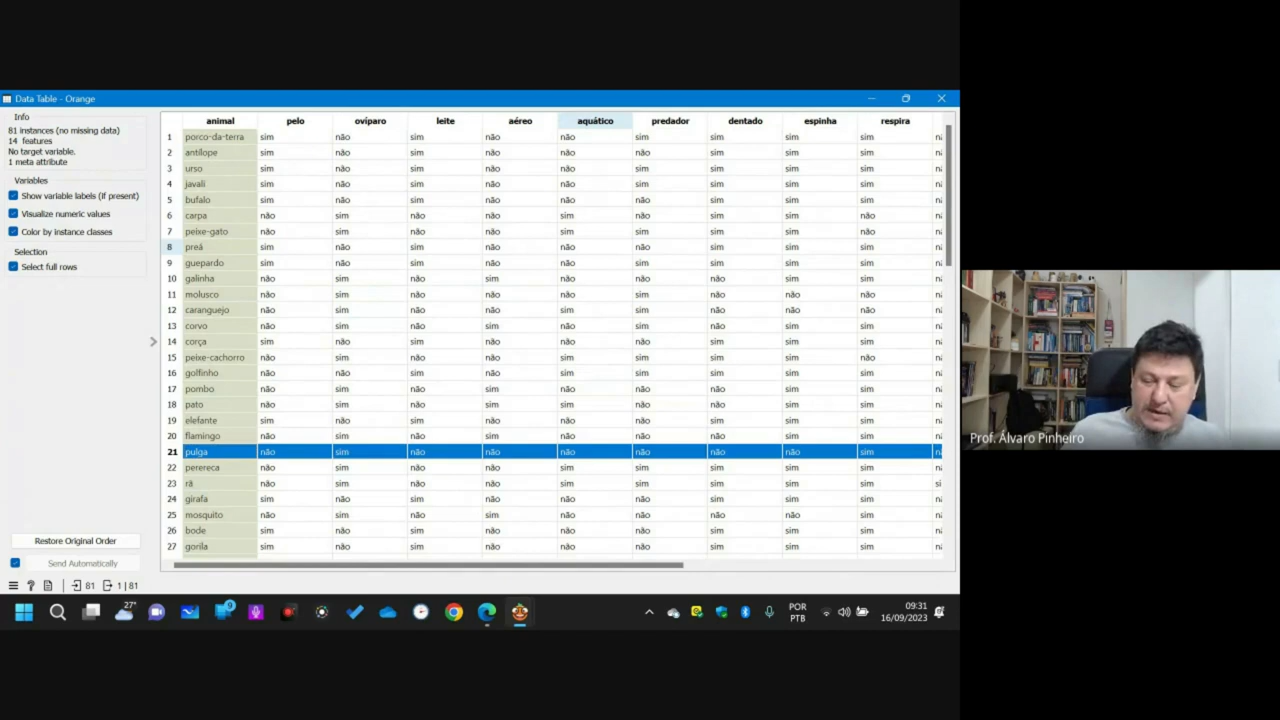 Data Table - Orange
Info
81 instances (no missing data)
14 features
No target variable.
1 meta attribute
Variables
Show variable labels (if present)
Visualize numeric values
Color by instance classes
Selection
Select full rows
Restore Original Order
Send Automatically
81
1 | 81
animal pelo ovíparo leite aéreo aquático predador dentado espinha respira
1 porco-da-terra sim não sim não não sim sim sim sim
2 antílope sim não sim não não não sim sim sim
3 urso sim não sim não não sim sim sim sim
4 javali sim não sim não não sim sim sim sim
5 bufalo sim não sim não não não sim sim sim
6 carpa não sim não não sim não sim sim não
7 peixe-gato não sim não não sim sim sim sim não
8 preá sim não sim não não não sim sim sim
9 guepardo sim não sim não não sim sim sim sim
10 galinha não sim não sim não não não sim sim
11 molusco não sim não não não sim não não não
12 caranguejo não sim não não sim sim não não não
13 corvo não sim não sim não sim não sim sim
14 corça sim não sim não não não sim sim sim
15 peixe-cachorro não sim não não sim sim sim sim não
16 golfinho não não sim não sim sim sim sim sim
17 pombo não sim não sim não não não sim sim
18 pato não sim não sim sim não não sim sim
19 elefante sim não sim não não não sim sim sim
20 flamingo não sim não sim não não não sim sim
21 pulga não sim não não não não não não sim
22 perereca não sim não não sim sim sim sim sim
23 rã não sim não não sim sim sim sim sim si
24 girafa sim não sim não não não sim sim sim
25 mosquito não sim não sim não não não não sim
26 bode sim não sim não não não sim sim sim
27 gorila sim não sim não não não sim sim sim
27°
POR
PTB
09:31
16/09/2023
Prof. Álvaro Pinheiro